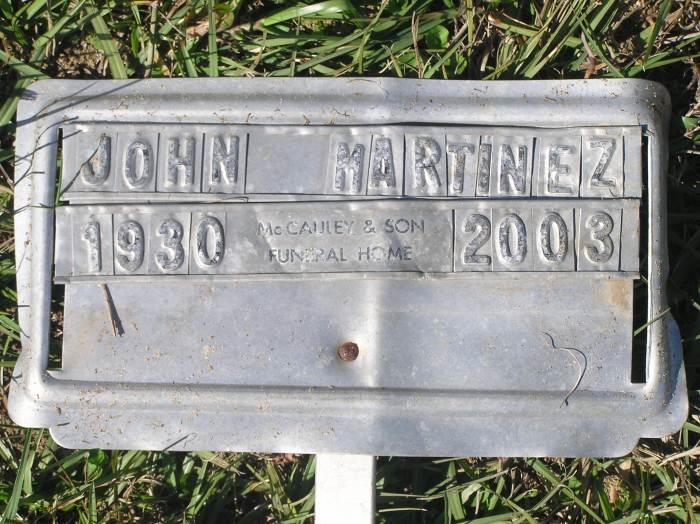 JOHN MARTINEZ
1930 McCAULEY & SON 2003
FUNERAL HOME